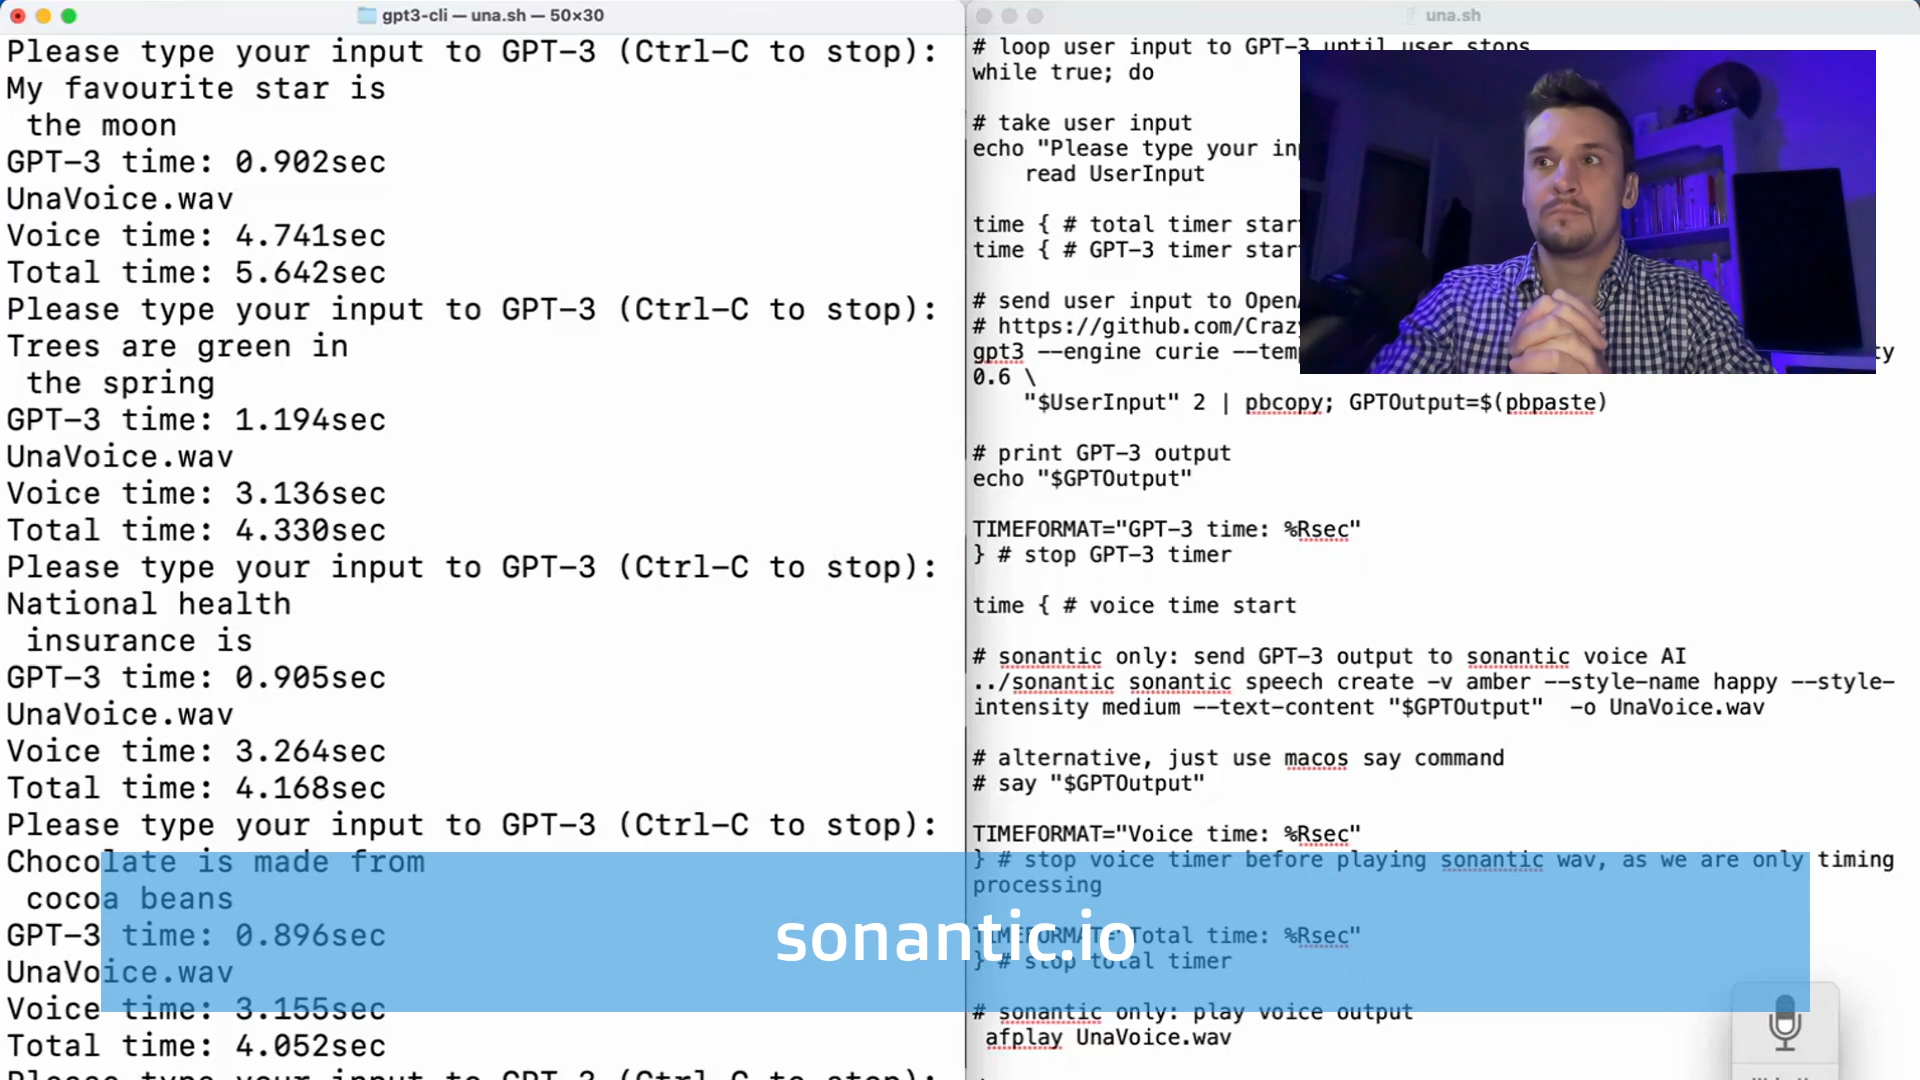 gpt3-cli — una.sh — 50×30
Please type your input to GPT-3 (Ctrl-C to stop):
My favourite star is
the moon
GPT-3 time: 0.902sec
UnaVoice.wav
Voice time: 4.741sec
Total time: 5.642sec
Please type your input to GPT-3 (Ctrl-C to stop):
Trees are green in
the spring
GPT-3 time: 1.194sec
UnaVoice.wav
Voice time: 3.136sec
Total time: 4.330sec
Please type your input to GPT-3 (Ctrl-C to stop):
National health
insurance is
GPT-3 time: 0.905sec
UnaVoice.wav
Voice time: 3.264sec
Total time: 4.168sec
Please type your input to GPT-3 (Ctrl-C to stop):
Chocolate is made from
cocoa beans
GPT-3 time: 0.896sec
UnaVoice.wav
Voice time: 3.155sec
Total time: 4.052sec
Please type your input to GPT-3 (Ctrl-C to stop):
una.sh
# loop user input to GPT-3 until user stops
while true; do
# take user input
echo "Please type your
read UserInput
time { # total timer
time { # GPT-3 timer
# send user input to
# https://github.com/
gpt3 --engine curie
0.6 \
"$UserInput" 2 | pbcopy; GPTOutput=$(pbpaste)
# print GPT-3 output
echo "$GPTOutput"
TIMEFORMAT="GPT-3 time: %Rsec"
} # stop GPT-3 timer
time { # voice time start
# sonantic only: send GPT-3 output to sonantic voice AI
../sonantic sonantic speech create -v amber --style-name happy --style-
intensity medium --text-content "$GPTOutput" -o UnaVoice.wav
# alternative, just use macos say command
# say "$GPTOutput"
TIMEFORMAT="Voice time: %Rsec"
} # stop voice timer before playing sonantic wav, as we are only timing
processing
TIMEFORMAT="Total time: %Rsec"
} # stop total timer
# sonantic only: play voice output
afplay UnaVoice.wav
sonantic.io